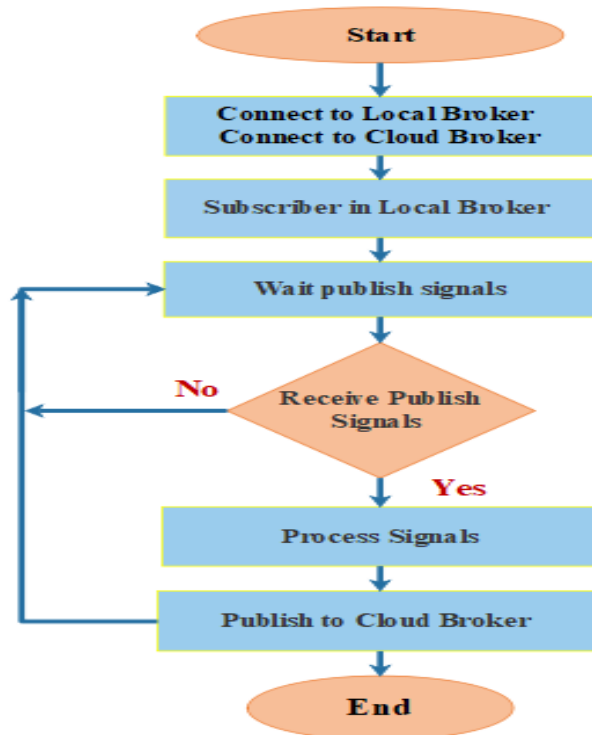 Start
Connect to Local Broker
Connect to Cloud Broker
Subscriber in Local Broker
Wait publish signals
No
Receive Publish
Signals
Yes
Process Signals
Publish to Cloud Broker
End